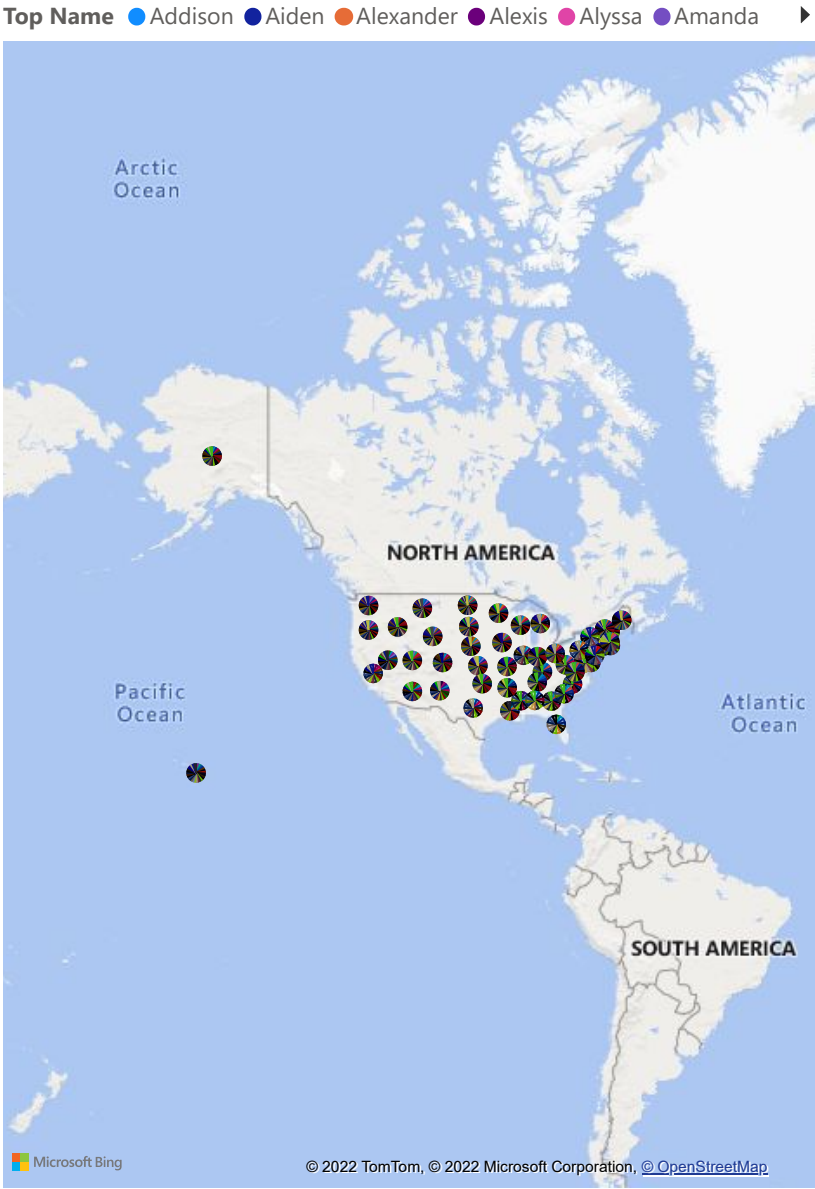 Top Name Addison Aiden Alexander Alexis Alyssa Amanda
Arctic
Ocean
NORTH AMERICA
Pacific
Ocean
Atlantic
Ocean
SOUTH AMERICA
Microsoft Bing
© 2022 TomTom, © 2022 Microsoft Corporation, © OpenStreetMap